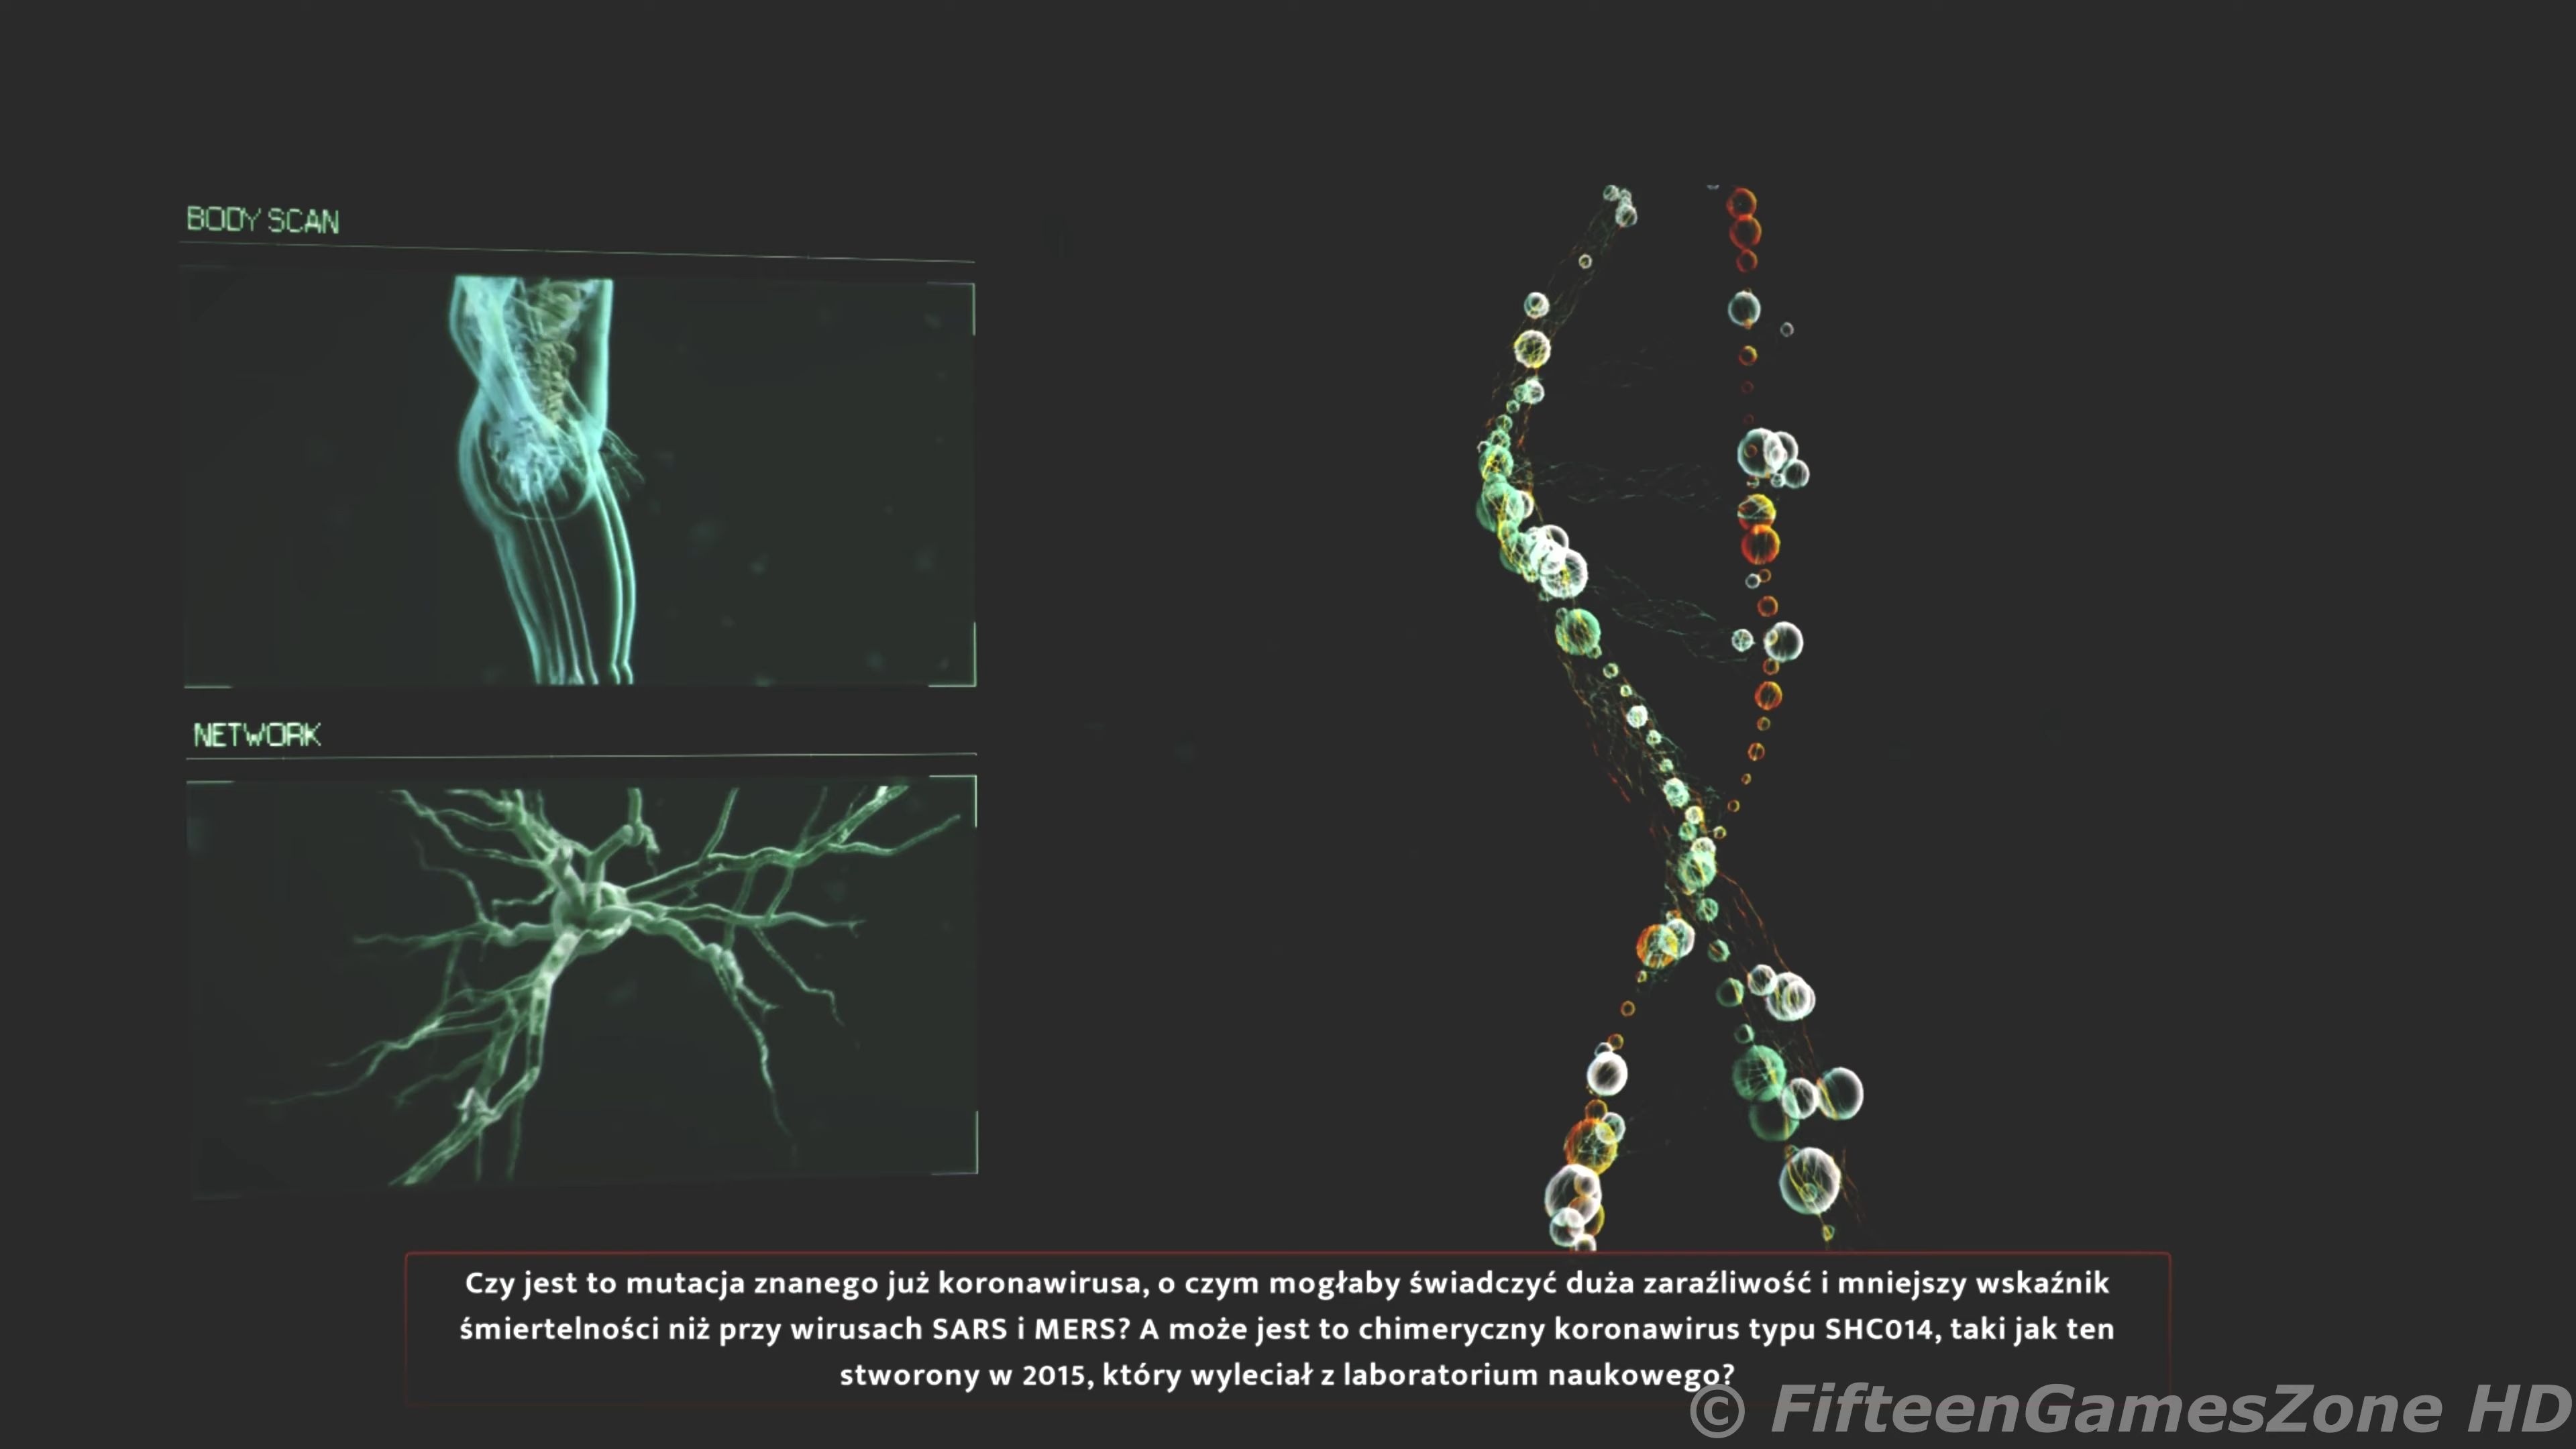 BODY SCAN
NETWORK
Czy jest to mutacja znanego już koronawirusa, o czym mogłaby świadczyć duża zaraźliwość i mniejszy wskaźnik
śmiertelności niż przy wirusach SARS i MERS? A może jest to chimeryczny koronawirus typu SHC014, taki jak ten
stworzony w 2015, który wyleciał z laboratorium naukowego?
© FifteenGamesZone HD